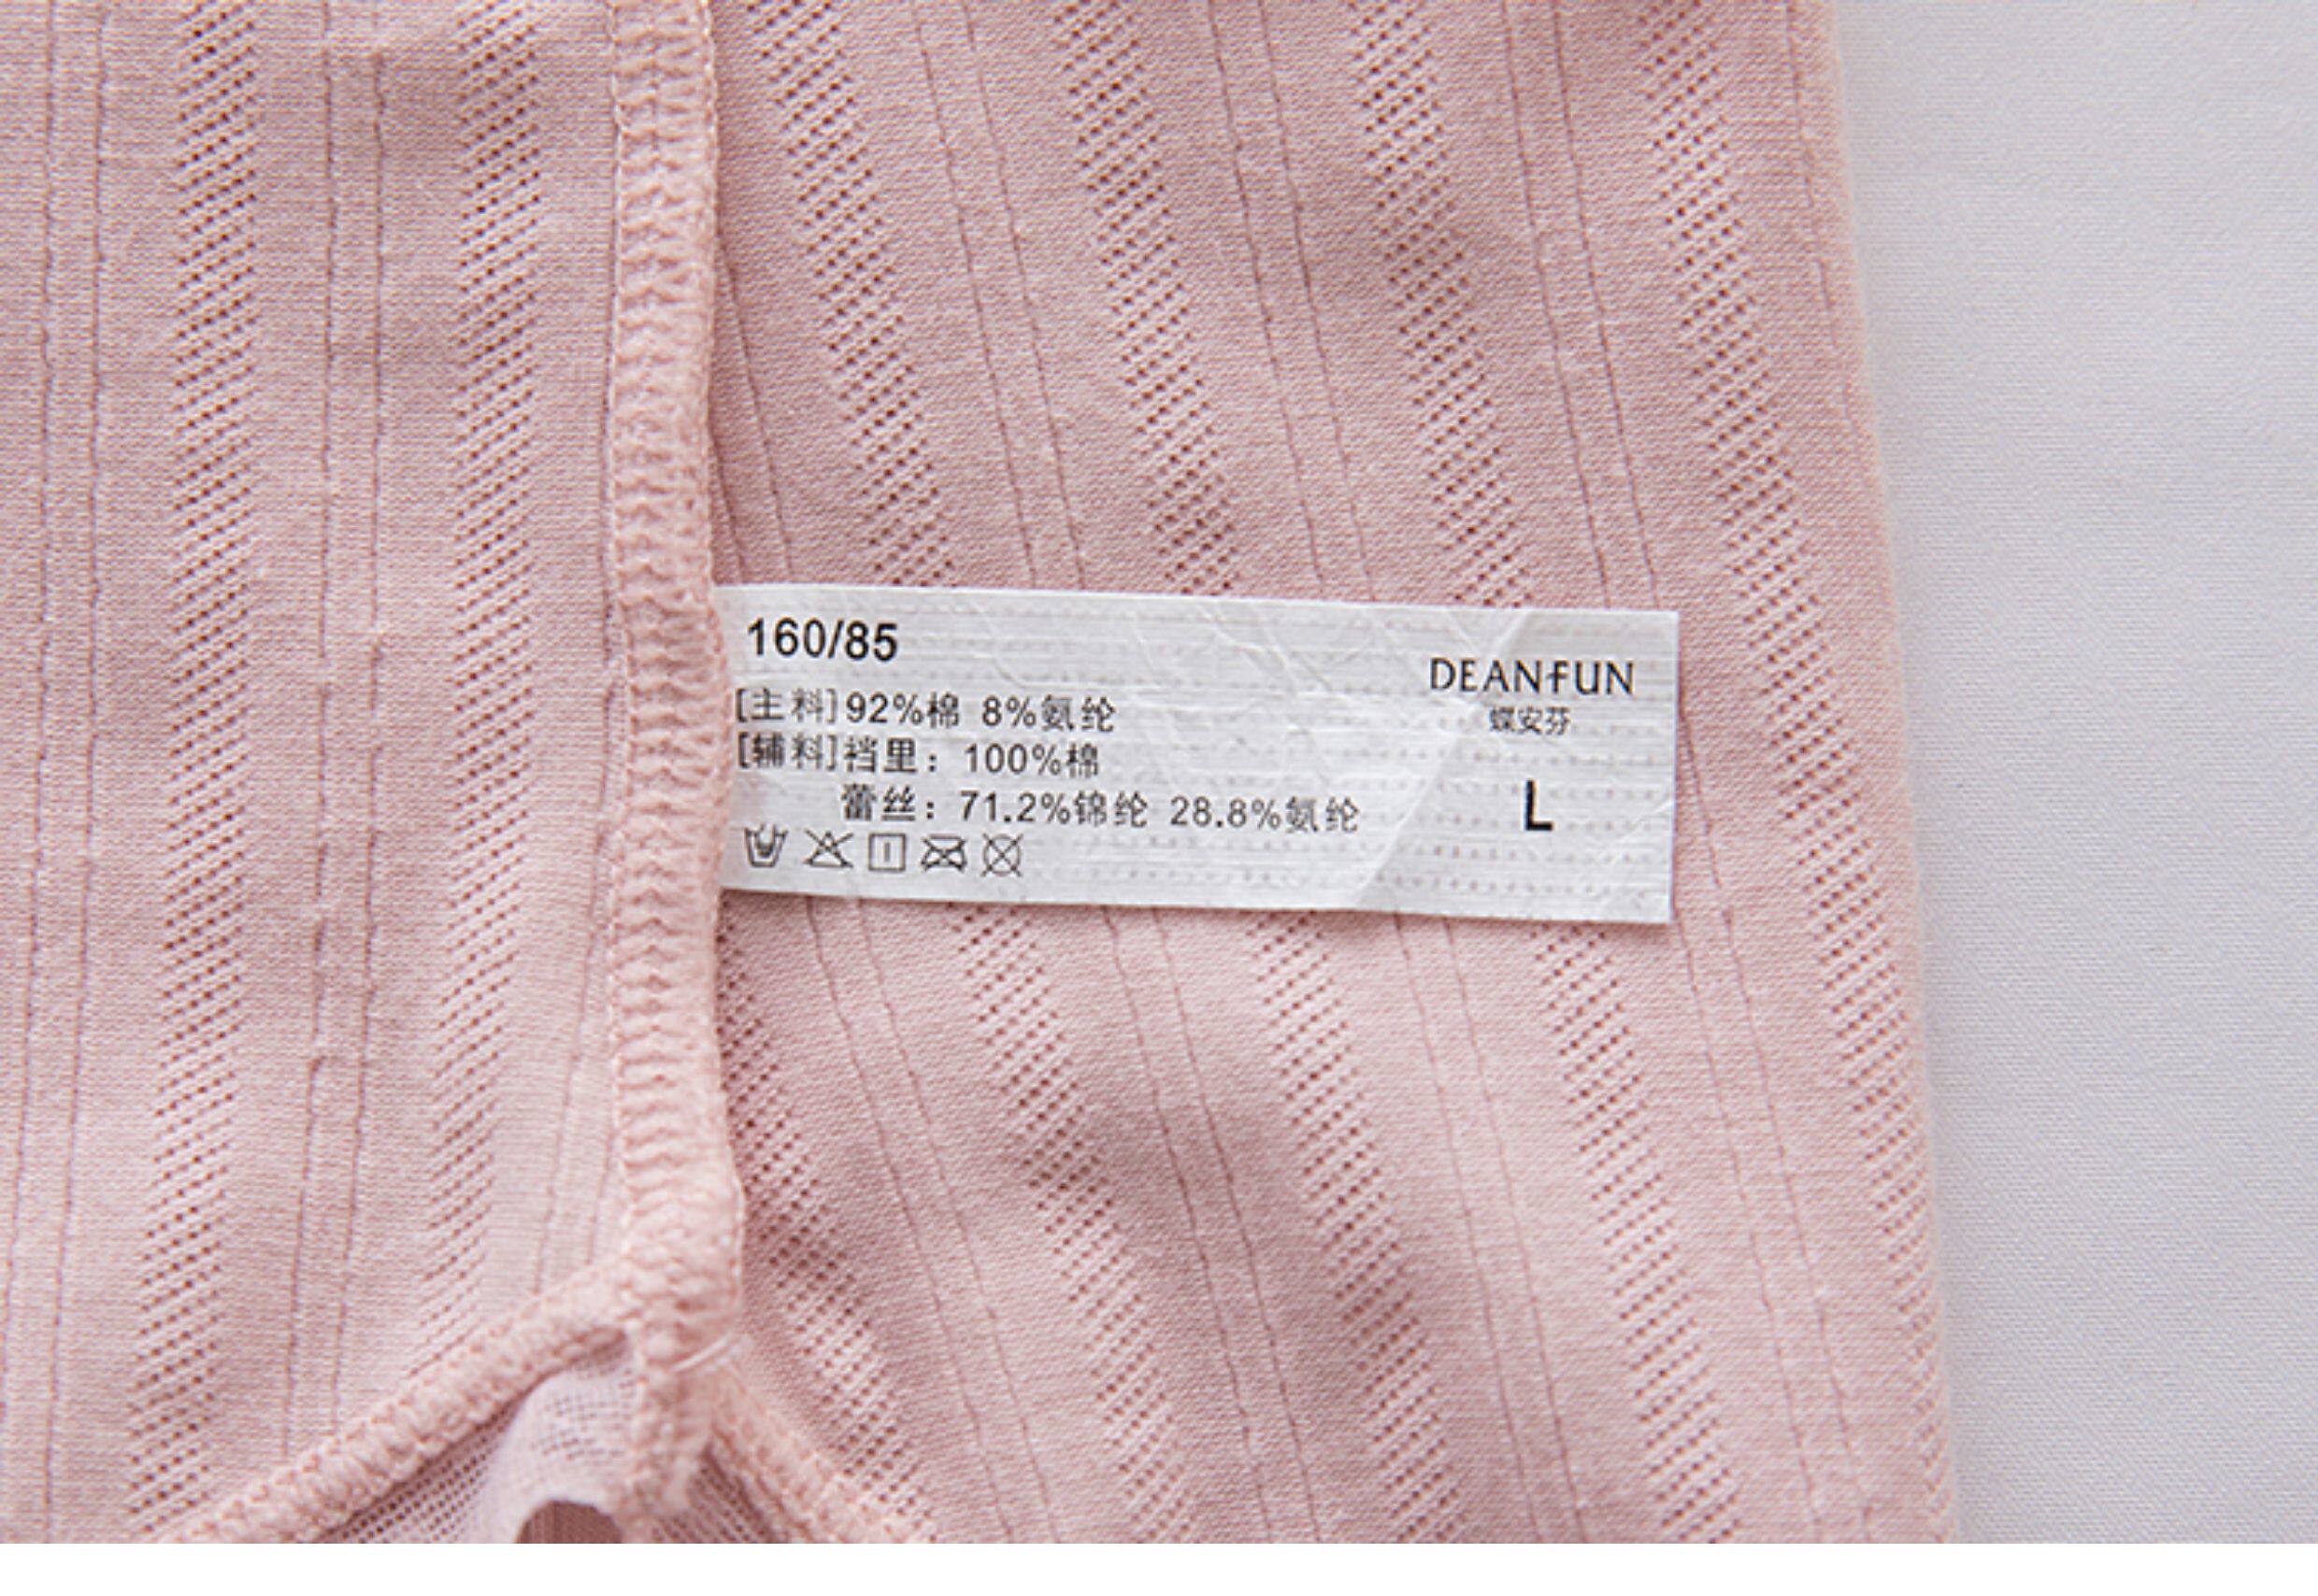 160/85
DEANFUN
蝶安芬
[主料]92%棉 8%氨纶
[辅料]裆里：100%棉
蕾丝：71.2%锦纶 28.8%氨纶
L